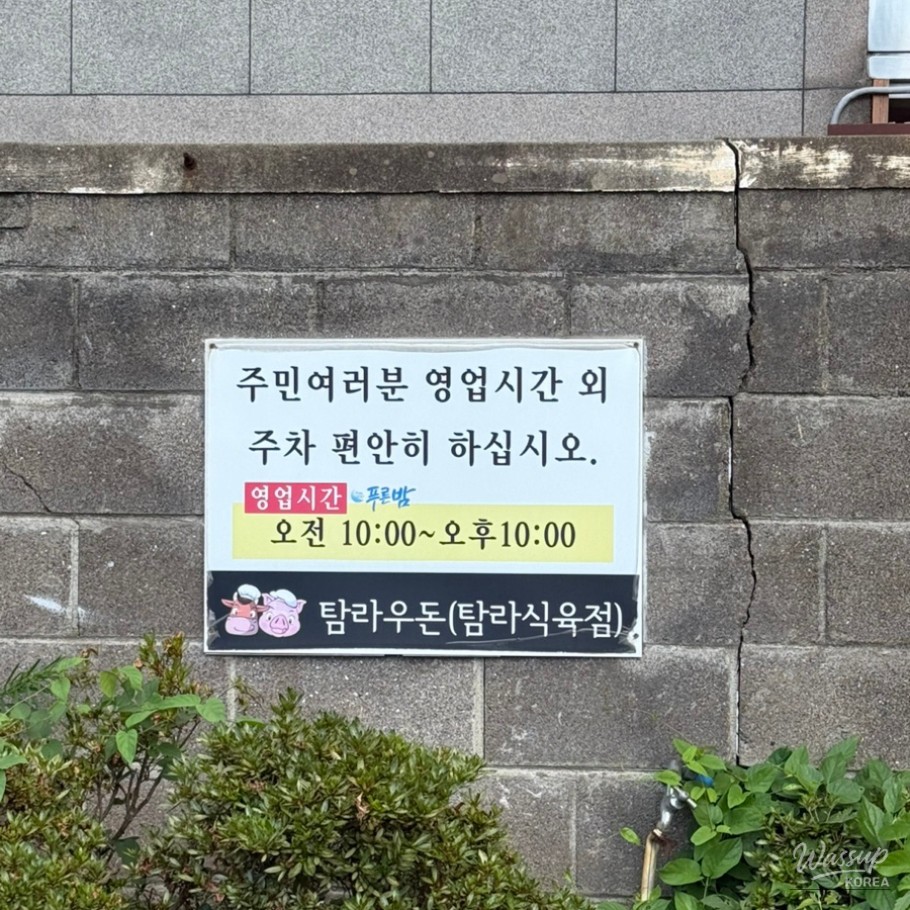 주민여러분 영업시간 외
주차 편안히 하십시오.
영업시간 푸른밤
오전 10:00~오후10:00
탐라우돈(탐라식육점)
Wassup
KOREA